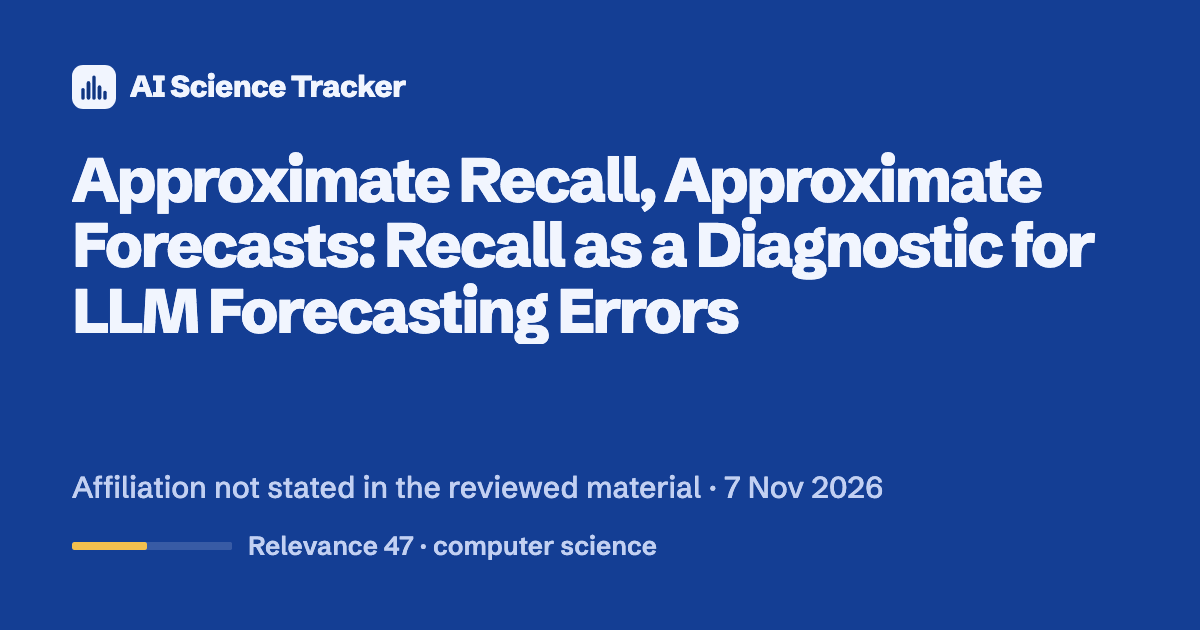 AI Science Tracker
Approximate Recall, Approximate
Forecasts: Recall as a Diagnostic for
LLM Forecasting Errors
Affiliation not stated in the reviewed material · 7 Nov 2026
Relevance 47 · computer science